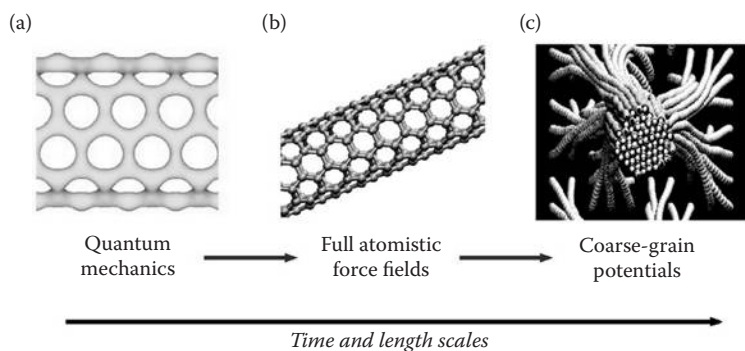 (a)
(b)
(c)
Quantum
mechanics
Full atomistic
force fields
Coarse-grain
potentials
Time and length scales